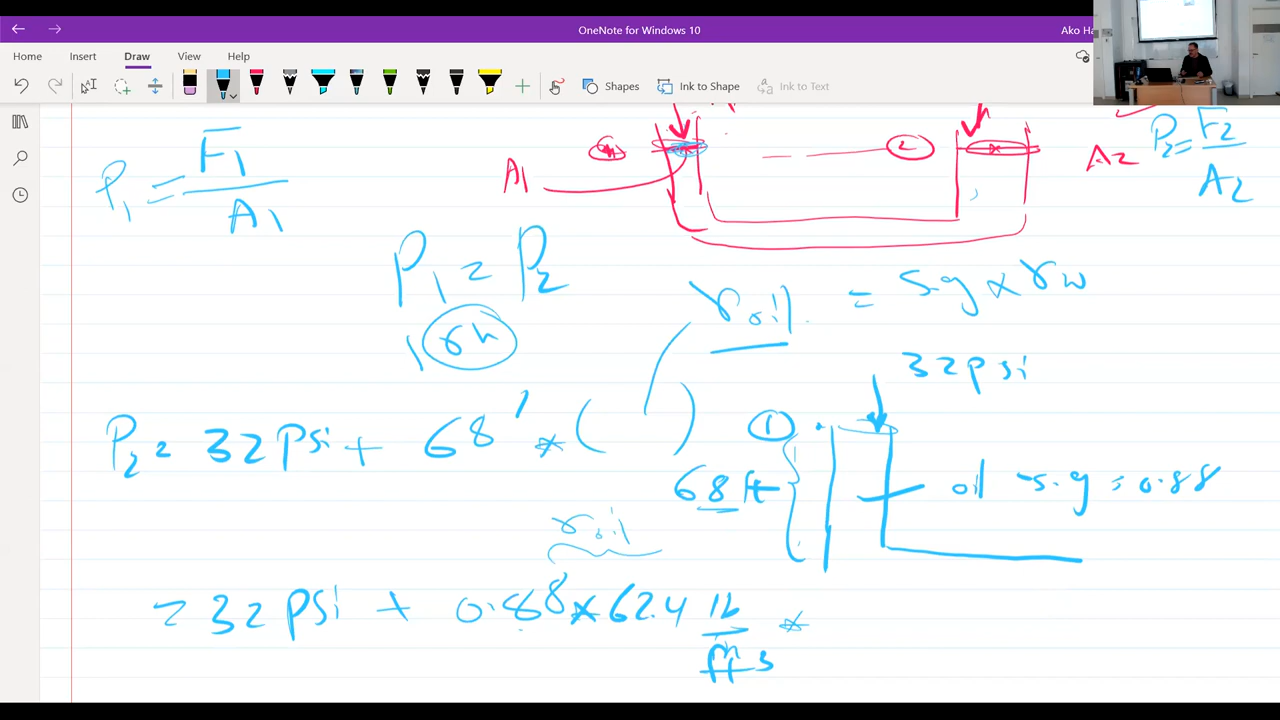 OneNote for Windows 10
Ako Ha
Home Insert Draw View Help
Shapes Ink to Shape Ink to Text
P1 = F1 / A1
A1
2
A2
P2 = F2 / A2
P1 = P2
γh
γoil = s.g × γw
32 psi
P2 = 32 psi + 68' * ( )
1
68 ft
oil s.g = 0.88
γoil
= 32 psi + 0.88 * 62.4 lb / ft3 *